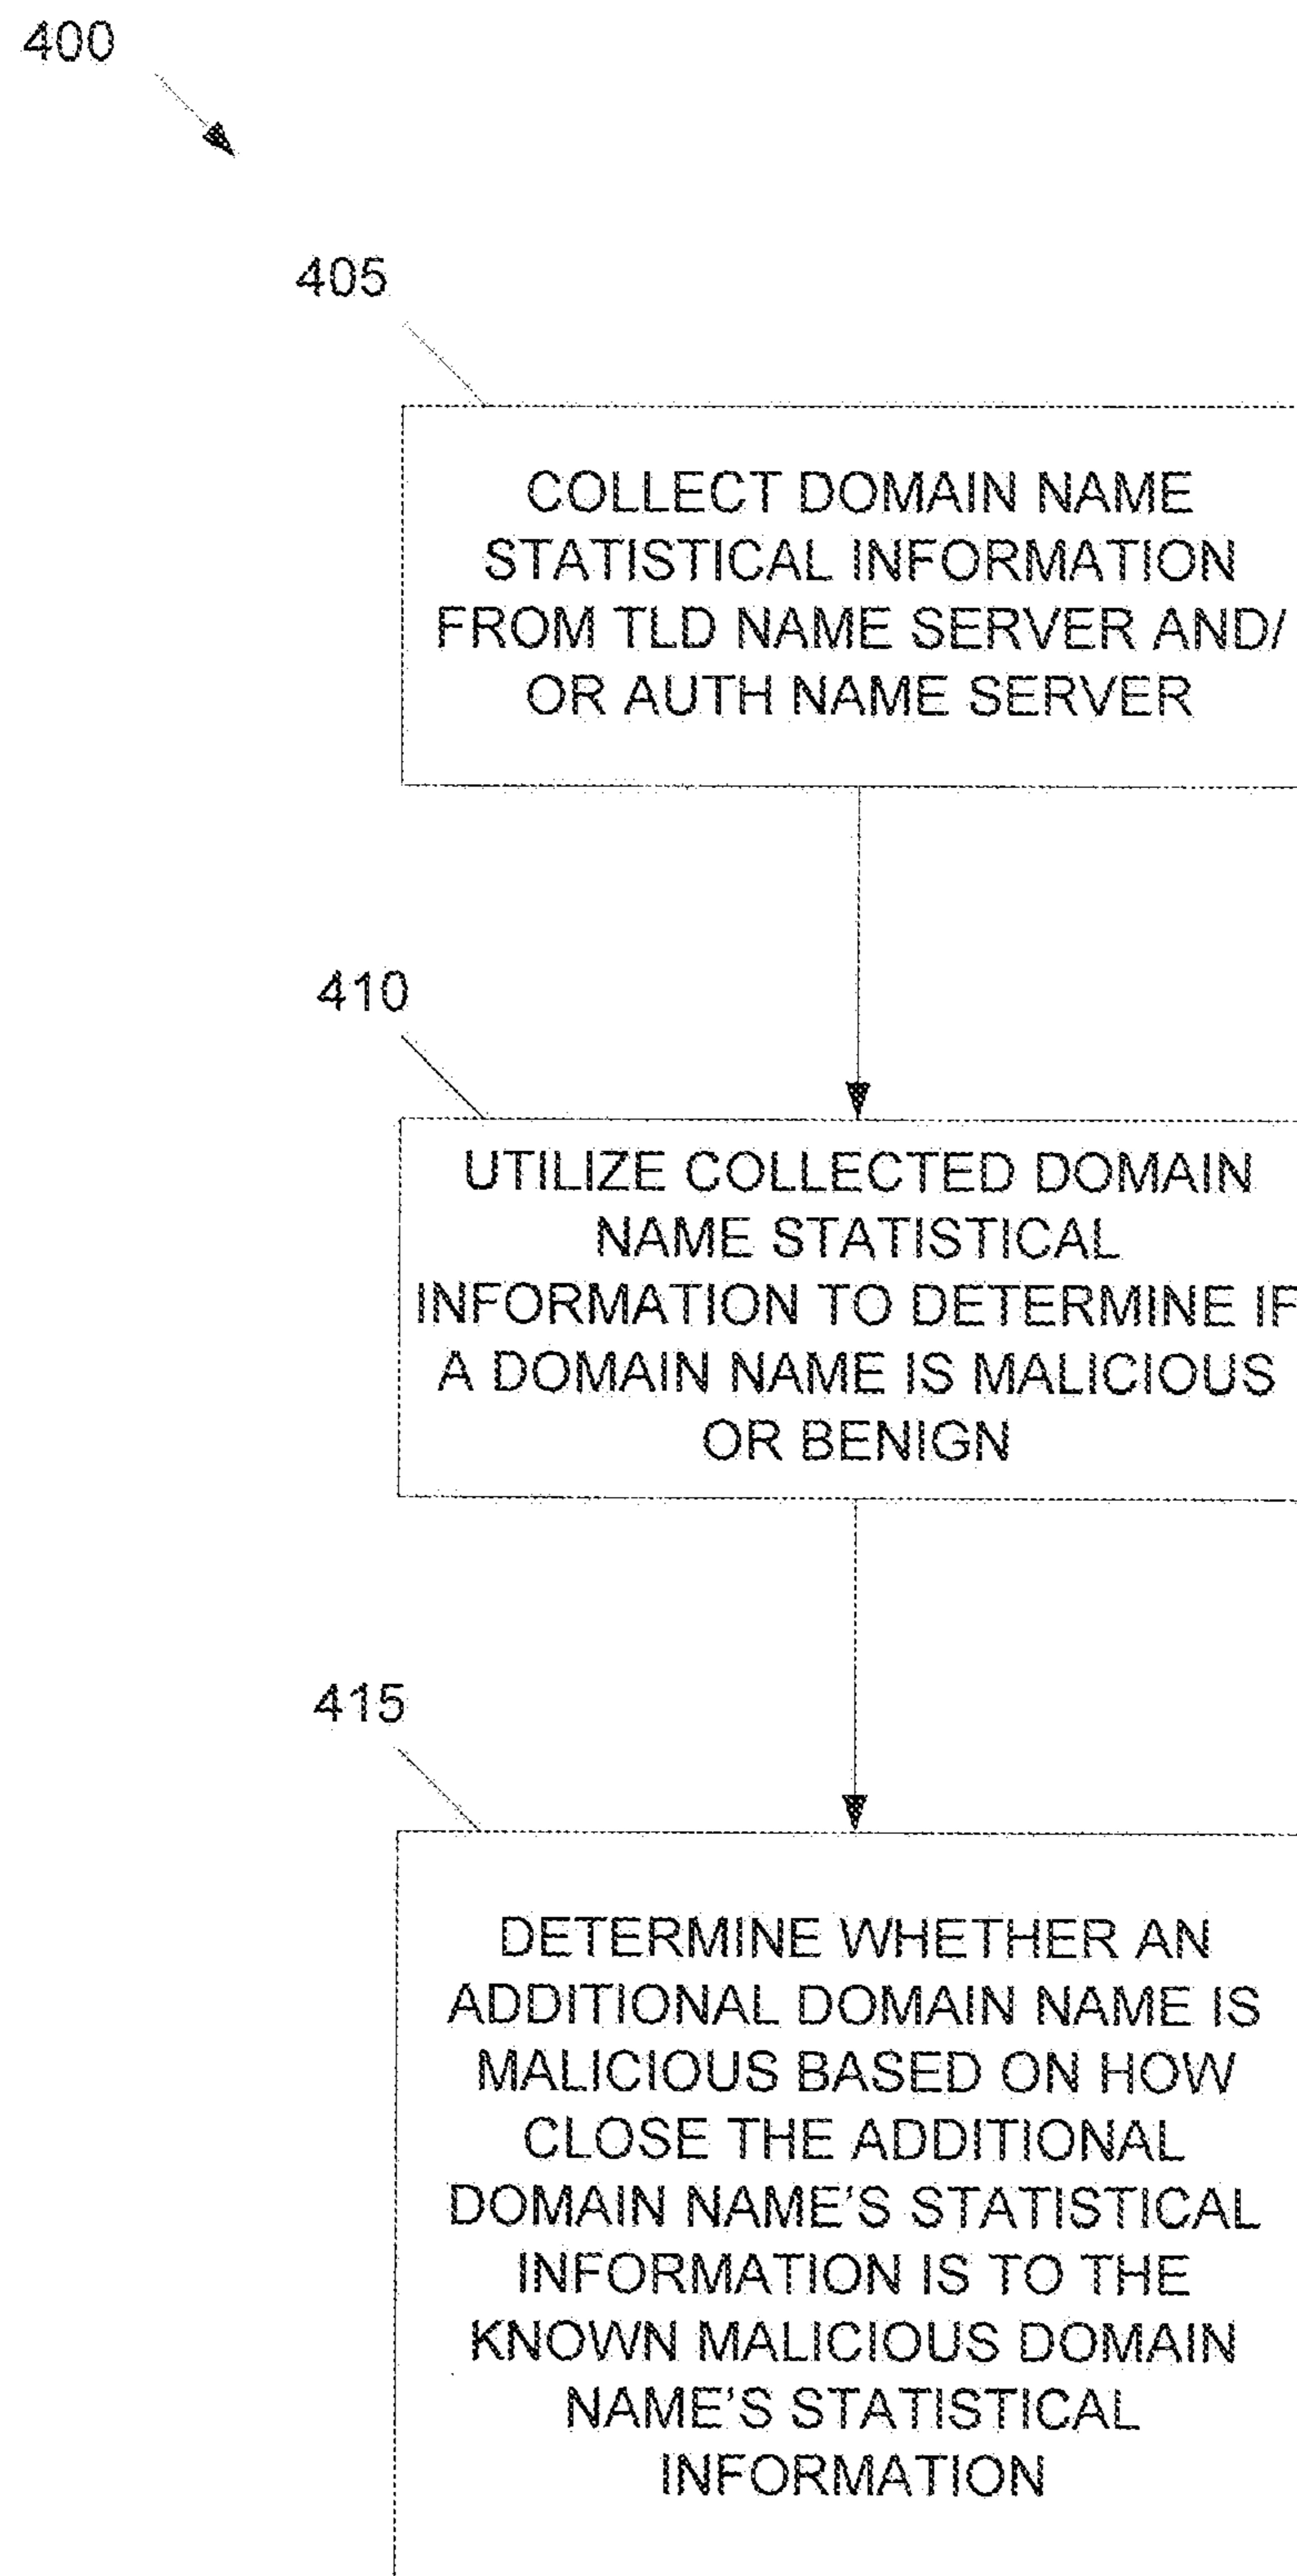 400
405
COLLECT DOMAIN NAME
STATISTICAL INFORMATION
FROM TLD NAME SERVER AND/
OR AUTH NAME SERVER
410
UTILIZE COLLECTED DOMAIN
NAME STATISTICAL
INFORMATION TO DETERMINE IF
A DOMAIN NAME IS MALICIOUS
OR BENIGN
415
DETERMINE WHETHER AN
ADDITIONAL DOMAIN NAME IS
MALICIOUS BASED ON HOW
CLOSE THE ADDITIONAL
DOMAIN NAME'S STATISTICAL
INFORMATION IS TO THE
KNOWN MALICIOUS DOMAIN
NAME'S STATISTICAL
INFORMATION